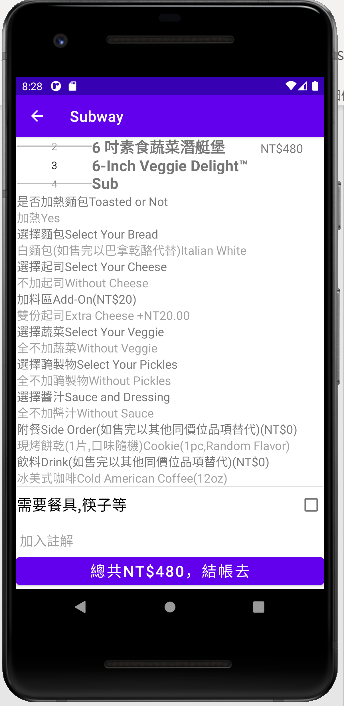 8:28
Subway
2
3
4
6 吋素食蔬菜潛艇堡
6-Inch Veggie Delight™
Sub
NT$480
是否加熱麵包Toasted or Not
加熱Yes
選擇麵包Select Your Bread
白麵包(如售完以巴拿乾酪代替)Italian White
選擇起司Select Your Cheese
不加起司Without Cheese
加料區Add-On(NT$20)
雙份起司Extra Cheese +NT20.00
選擇蔬菜Select Your Veggie
全不加蔬菜Without Veggie
選擇醃製物Select Your Pickles
全不加醃製物Without Pickles
選擇醬汁Sauce and Dressing
全不加醬汁Without Sauce
附餐Side Order(如售完以其他同價位品項替代)(NT$0)
現烤餅乾(1片,口味隨機)Cookie(1pc,Random Flavor)
飲料Drink(如售完以其他同價位品項替代)(NT$0)
冰美式咖啡Cold American Coffee(12oz)
需要餐具,筷子等
加入註解
總共NT$480，結帳去